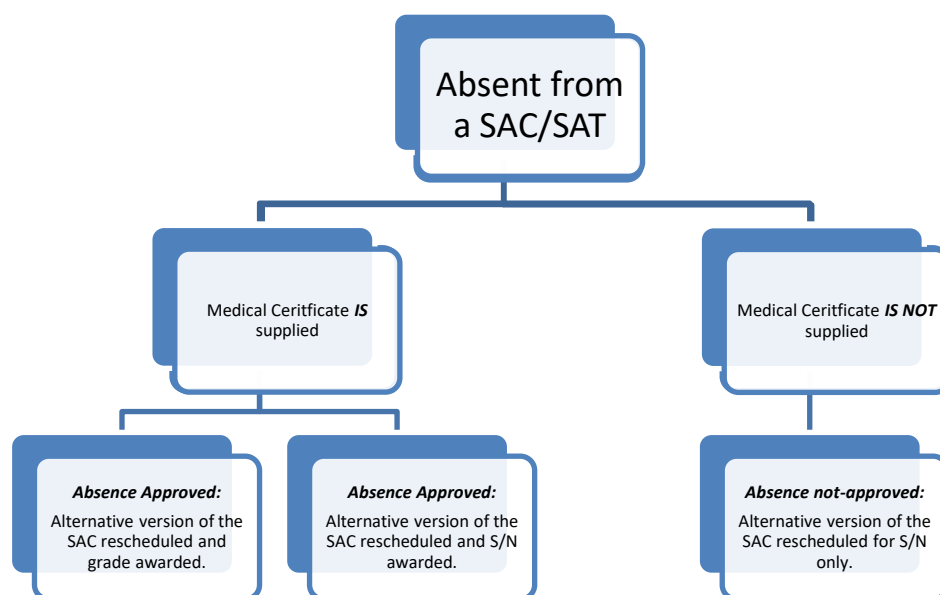 Absent from
a SAC/SAT
Medical Ceritficate IS
supplied
Medical Ceritficate IS NOT
supplied
Absence Approved:
Alternative version of the
SAC rescheduled and
grade awarded.
Absence Approved:
Alternative version of the
SAC rescheduled and S/N
awarded.
Absence not-approved:
Alternative version of the
SAC rescheduled for S/N
only.